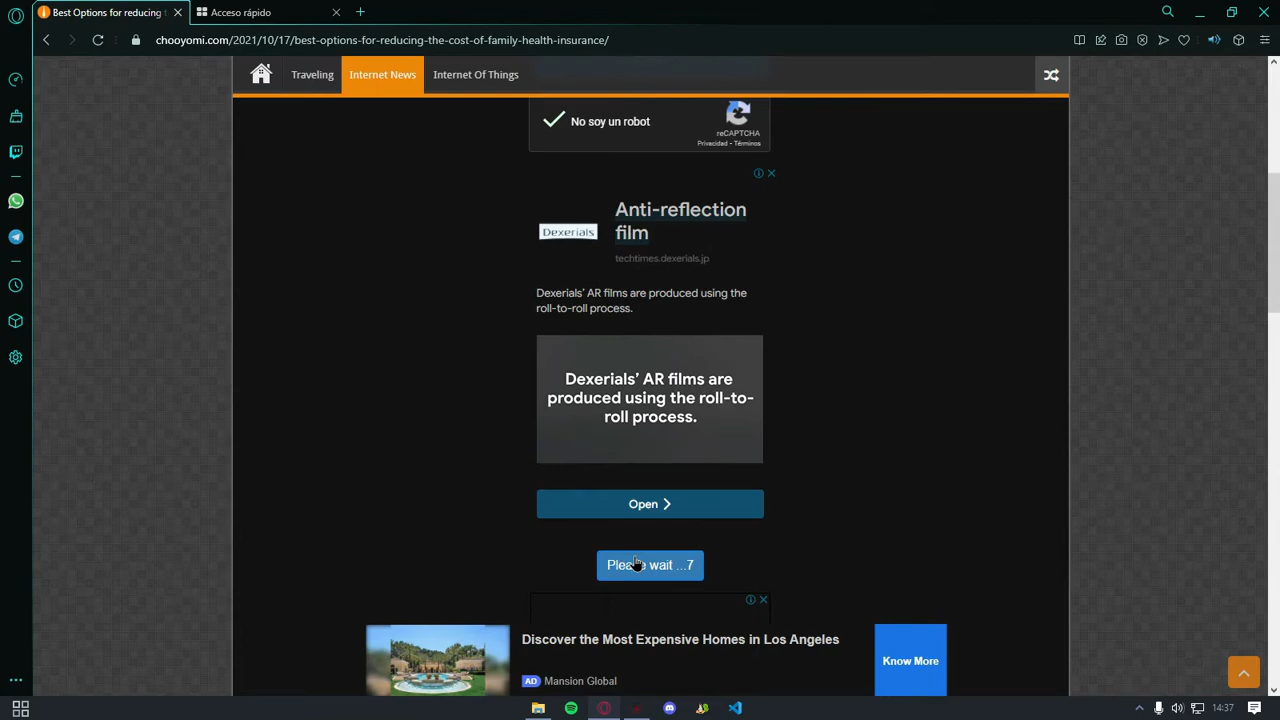 Best Options for reducing t
Acceso rápido
chooyomi.com/2021/10/17/best-options-for-reducing-the-cost-of-family-health-insurance/
Traveling
Internet News
Internet Of Things
No soy un robot
reCAPTCHA
Privacidad - Términos
Anti-reflection
film
Dexerials
techtimes.dexerials.jp
Dexerials' AR films are produced using the
roll-to-roll process.
Dexerials' AR films are
produced using the roll-to-
roll process.
Open
Please wait ...7
Discover the Most Expensive Homes in Los Angeles
AD Mansion Global
Know More
14:37